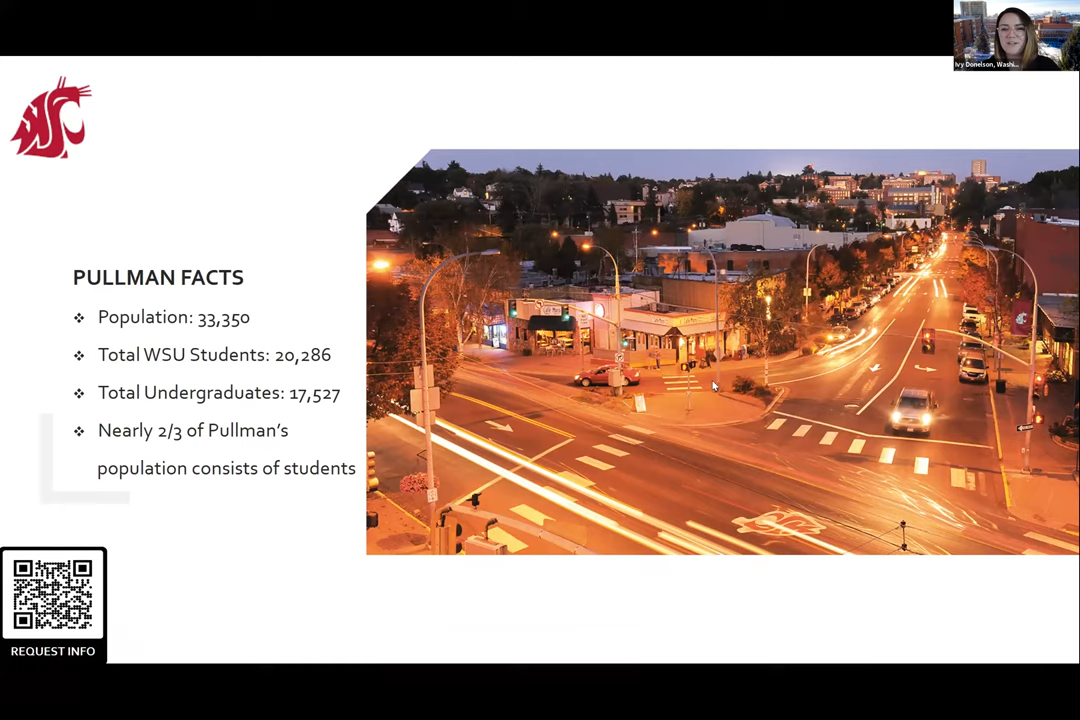 Ivy Donelson, Washi...
WSC
PULLMAN FACTS
❖ Population: 33,350
❖ Total WSU Students: 20,286
❖ Total Undergraduates: 17,527
❖ Nearly 2/3 of Pullman's
population consists of students
REQUEST INFO